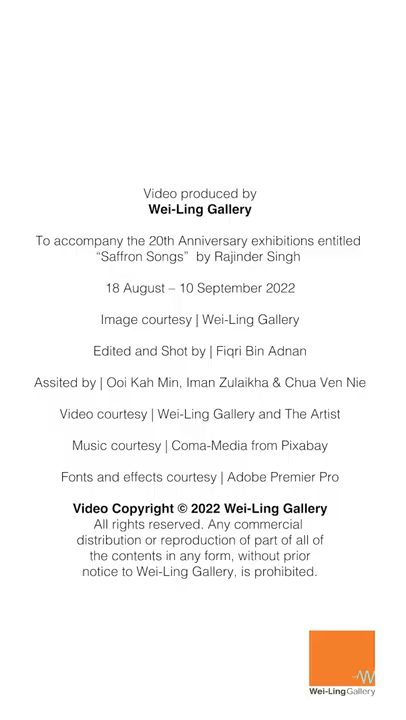 Video produced by
Wei-Ling Gallery
To accompany the 20th Anniversary exhibitions entitled
“Saffron Songs”  by Rajinder Singh
18 August – 10 September 2022
Image courtesy | Wei-Ling Gallery
Edited and Shot by | Fiqri Bin Adnan
Assited by | Ooi Kah Min, Iman Zulaikha & Chua Ven Nie
Video courtesy | Wei-Ling Gallery and The Artist
Music courtesy | Coma-Media from Pixabay
Fonts and effects courtesy | Adobe Premier Pro
Video Copyright © 2022 Wei-Ling Gallery
All rights reserved. Any commercial
distribution or reproduction of part of all of
the contents in any form, without prior
notice to Wei-Ling Gallery, is prohibited.
W
Wei-Ling Gallery